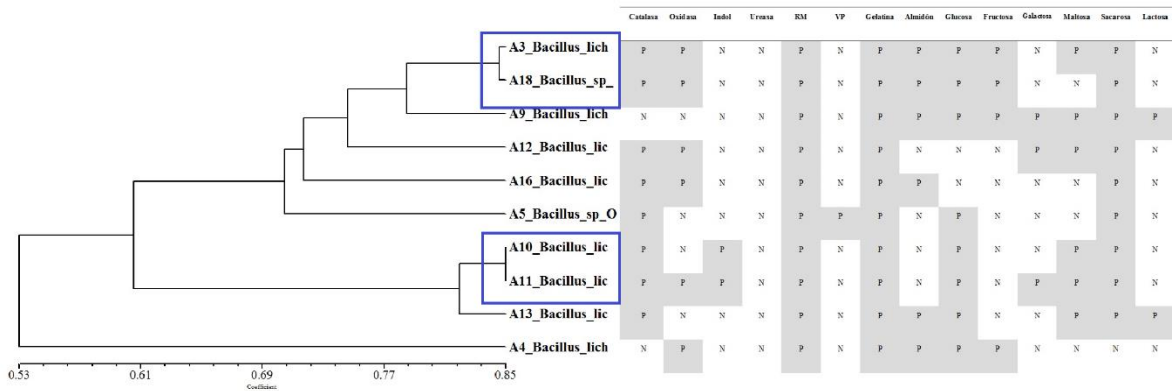 Catalasa Oxidasa Indol Ureasa RM VP Gelatina Almidón Glucosa Fructosa Galactosa Maltosa Sacarosa Lactosa
A3_Bacillus_lich P P N N P N P P P P N P P N
A18_Bacillus_sp_ P P N N P N P P P P N N P N
A9_Bacillus_lich N N N N P N P P P P P P P P
A12_Bacillus_lic P P N N P N P N N N P P P N
A16_Bacillus_lic P P N N P N P P N N N N P N
A5_Bacillus_sp_O P N N N P P P N P N N N P N
A10_Bacillus_lic P N P N P N P N P N N P P N
A11_Bacillus_lic P P P N P N P N P N P P P N
A13_Bacillus_lic P N N N P N P P P N N P P P
A4_Bacillus_lich N P N N P N P P P P N N N N
0.53 0.61 0.69 0.77 0.85
Coefficient